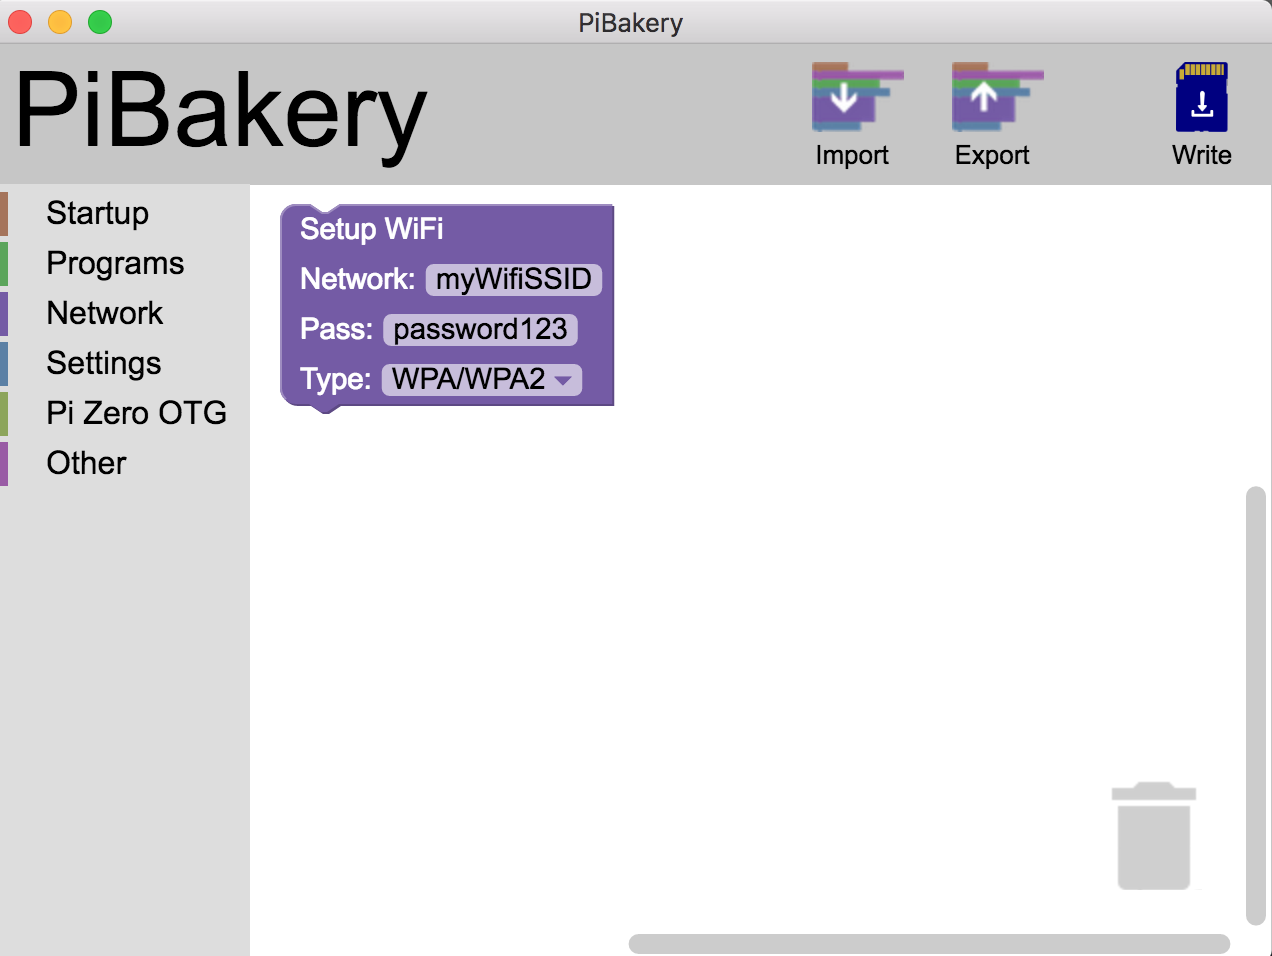 PiBakery
PiBakery
Import
Export
Write
Startup
Programs
Network
Settings
Pi Zero OTG
Other
Setup WiFi
Network: myWifiSSID
Pass: password123
Type: WPA/WPA2